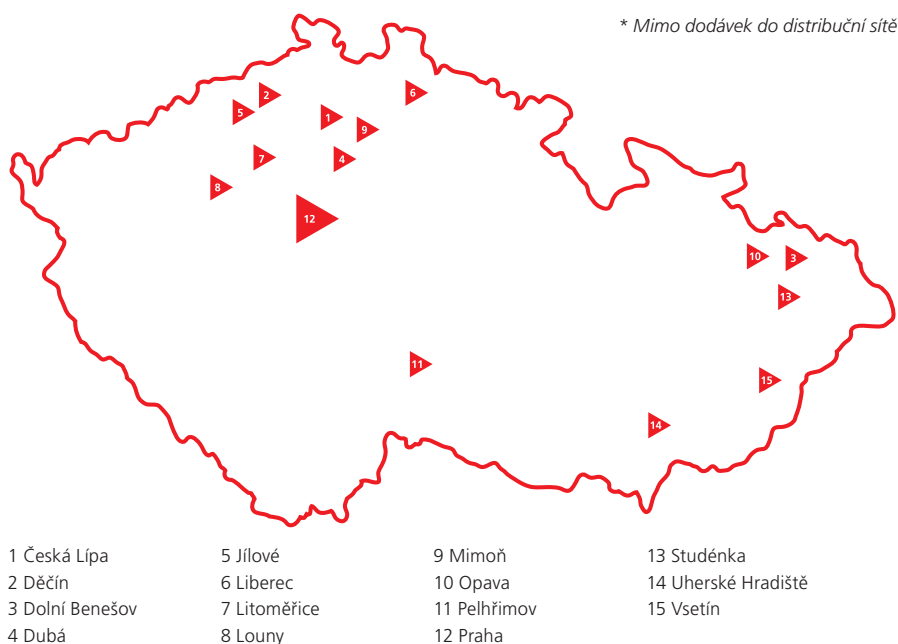 * Mimo dodávek do distribuční sítě
2
5
6
1
9
7
4
8
12
10
3
13
11
15
14
1 Česká Lípa
2 Děčín
3 Dolní Benešov
4 Dubá
5 Jílové
6 Liberec
7 Litoměřice
8 Louny
9 Mimoň
10 Opava
11 Pelhřimov
12 Praha
13 Studénka
14 Uherské Hradiště
15 Vsetín